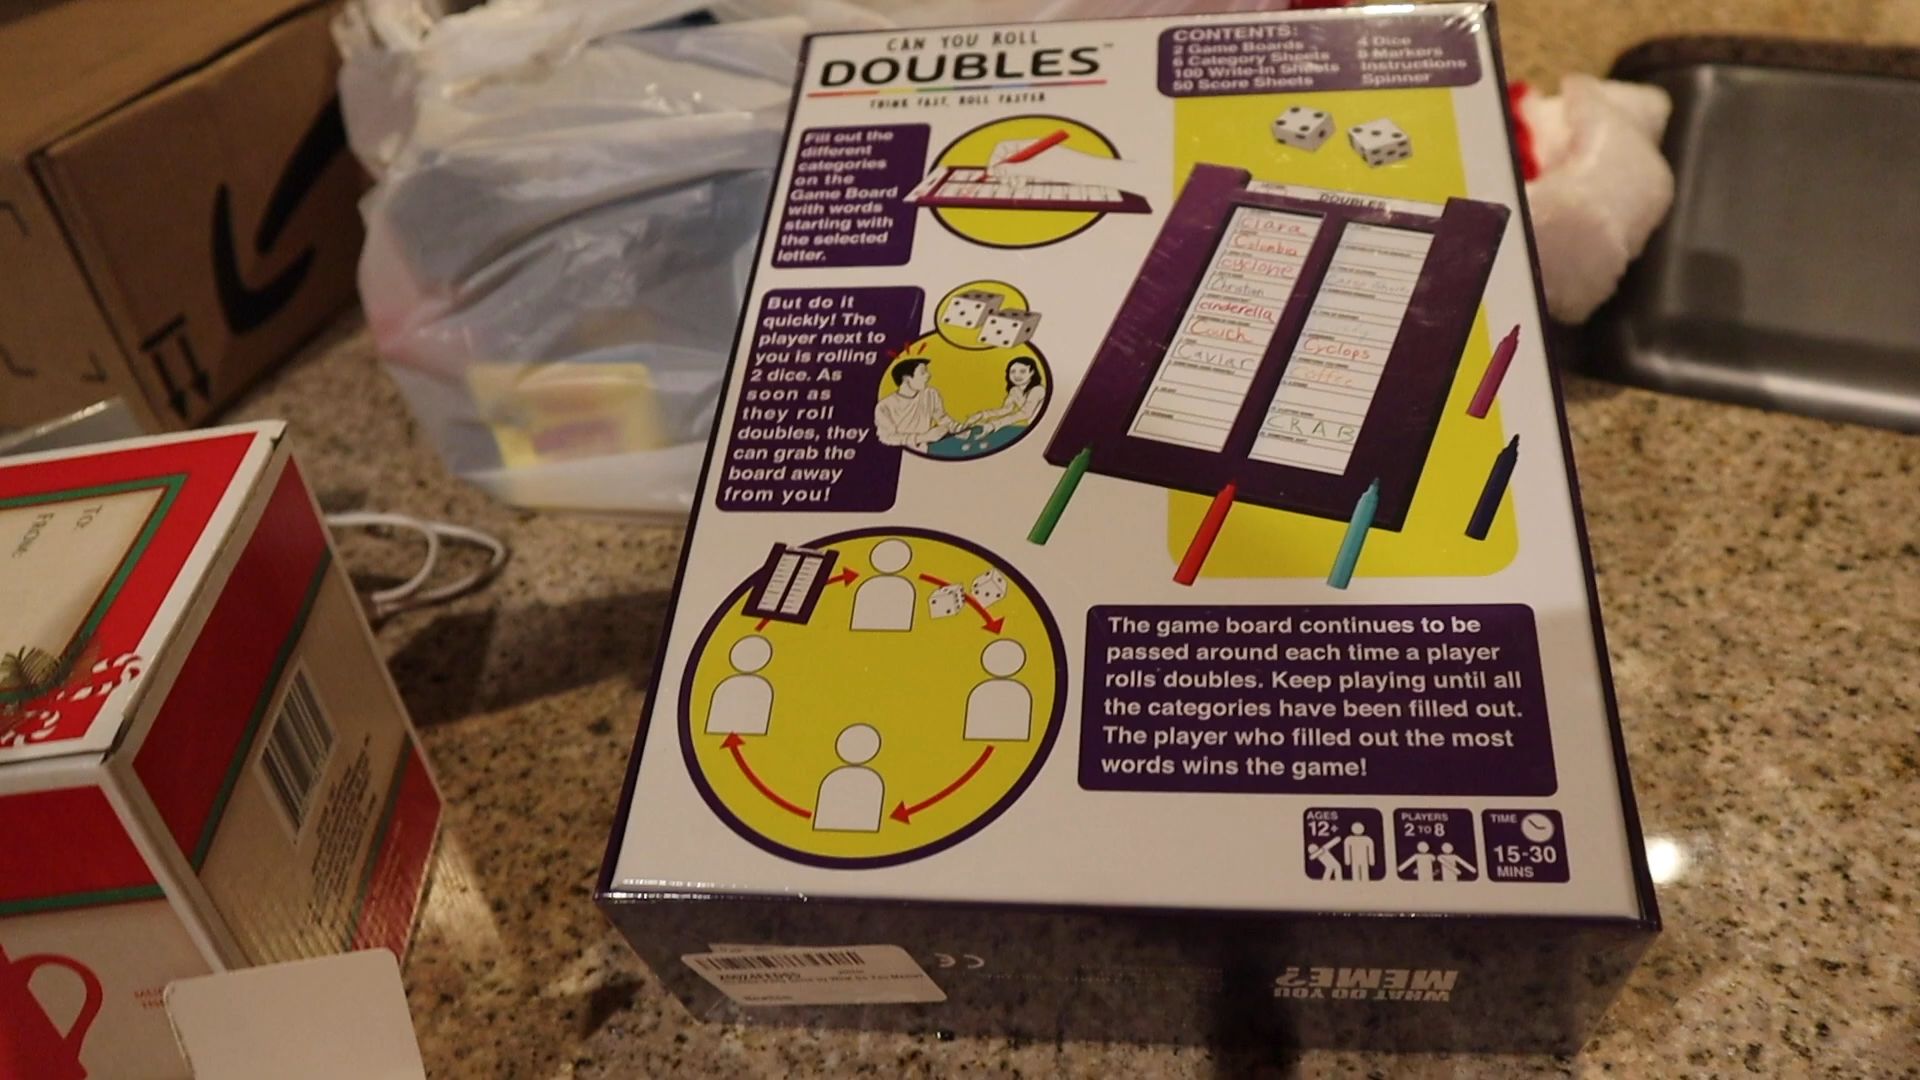 CAN YOU ROLL
DOUBLES™
THINK FAST, ROLL FASTER
CONTENTS:
2 Game Boards
6 Category Sheets
100 Write-In Sheets
50 Score Sheets
4 Dice
8 Markers
Instructions
Spinner
Fill out the
different
categories
on the
Game Board
with words
starting with
the selected
letter.
DOUBLES
Clara
Columbia
cyclone
Christian
cinderella
Couch
Caviar
Cyclops
coffee
CRAB
But do it
quickly! The
player next to
you is rolling
2 dice. As
soon as
they roll
doubles, they
can grab the
board away
from you!
The game board continues to be
passed around each time a player
rolls doubles. Keep playing until all
the categories have been filled out.
The player who filled out the most
words wins the game!
AGES
12+
PLAYERS
2 TO 8
TIME
15-30
MINS
WHAT DO YOU
MEME?
CE
TO:
FROM: